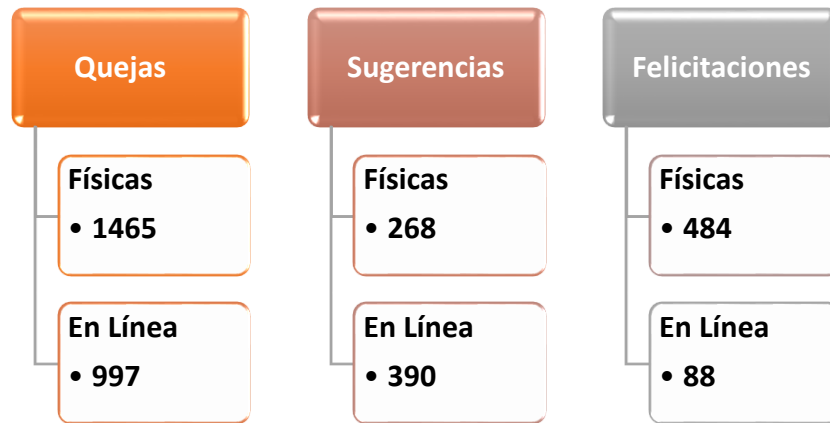 Quejas
Físicas
• 1465
En Línea
• 997
Sugerencias
Físicas
• 268
En Línea
• 390
Felicitaciones
Físicas
• 484
En Línea
• 88